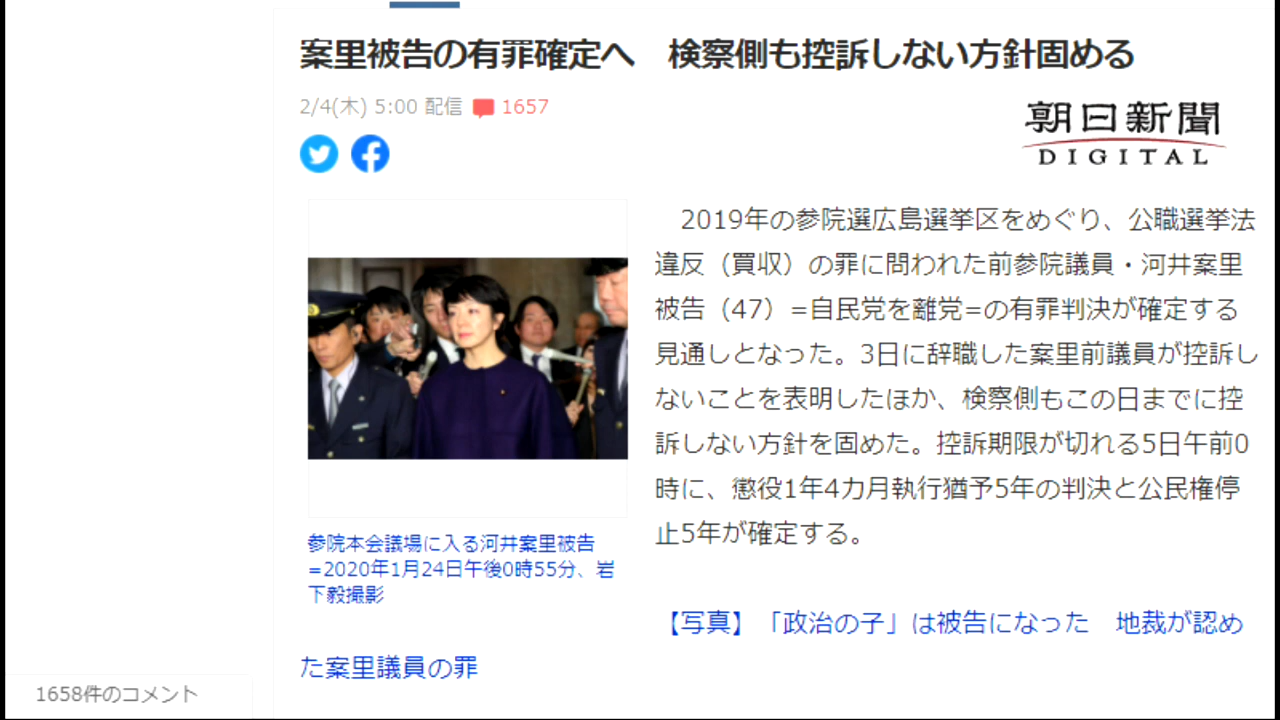 案里被告の有罪確定へ　検察側も控訴しない方針固める
2/4(木) 5:00 配信 1657
朝日新聞
DIGITAL
2019年の参院選広島選挙区をめぐり、公職選挙法
違反（買収）の罪に問われた前参院議員・河井案里
被告（47）=自民党を離党=の有罪判決が確定する
見通しとなった。3日に辞職した案里前議員が控訴し
ないことを表明したほか、検察側もこの日までに控
訴しない方針を固めた。控訴期限が切れる5日午前0
時に、懲役1年4カ月執行猶予5年の判決と公民権停
止5年が確定する。
参院本会議場に入る河井案里被告
=2020年1月24日午後0時55分、岩
下毅撮影
【写真】「政治の子」は被告になった　地裁が認め
た案里議員の罪
1658件のコメント